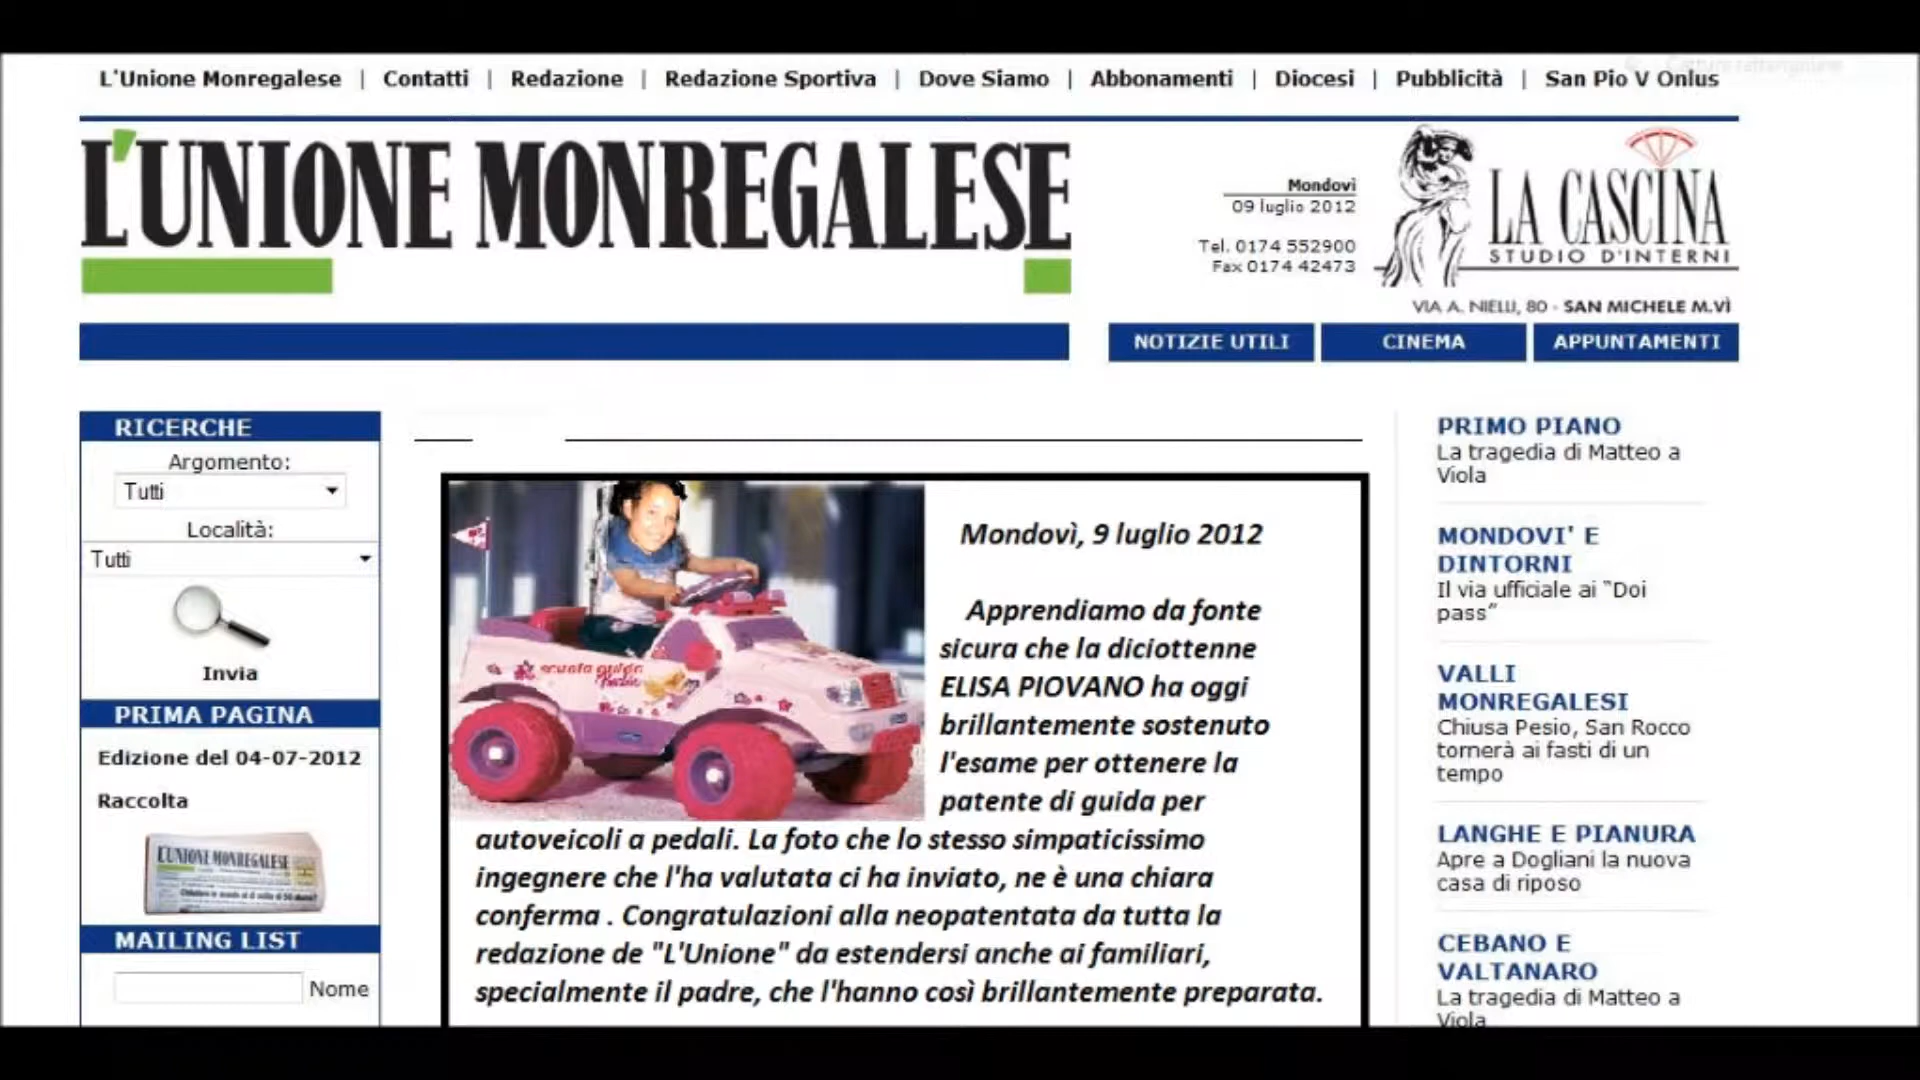 L'Unione Monregalese | Contatti | Redazione | Redazione Sportiva | Dove Siamo | Abbonamenti | Diocesi | Pubblicità | San Pio V Onlus
L'UNIONE MONREGALESE
Mondovì
09 luglio 2012
Tel. 0174 552900
Fax 0174 42473
LA CASCINA
STUDIO D'INTERNI
VIA A. NIELLI, 80 - SAN MICHELE M.VÌ
NOTIZIE UTILI
CINEMA
APPUNTAMENTI
RICERCHE
Argomento:
Tutti
Località:
Tutti
Invia
PRIMA PAGINA
Edizione del 04-07-2012
Raccolta
L'UNIONE MONREGALESE
MAILING LIST
Nome
scuola guida
Barbie
Mondovì, 9 luglio 2012
Apprendiamo da fonte
sicura che la diciottenne
ELISA PIOVANO ha oggi
brillantemente sostenuto
l'esame per ottenere la
patente di guida per
autoveicoli a pedali. La foto che lo stesso simpaticissimo
ingegnere che l'ha valutata ci ha inviato, ne è una chiara
conferma . Congratulazioni alla neopatentata da tutta la
redazione de "L'Unione" da estendersi anche ai familiari,
specialmente il padre, che l'hanno così brillantemente preparata.
PRIMO PIANO
La tragedia di Matteo a
Viola
MONDOVI' E
DINTORNI
Il via ufficiale ai “Doi
pass”
VALLI
MONREGALESI
Chiusa Pesio, San Rocco
tornerà ai fasti di un
tempo
LANGHE E PIANURA
Apre a Dogliani la nuova
casa di riposo
CEBANO E
VALTANARO
La tragedia di Matteo a
Viola